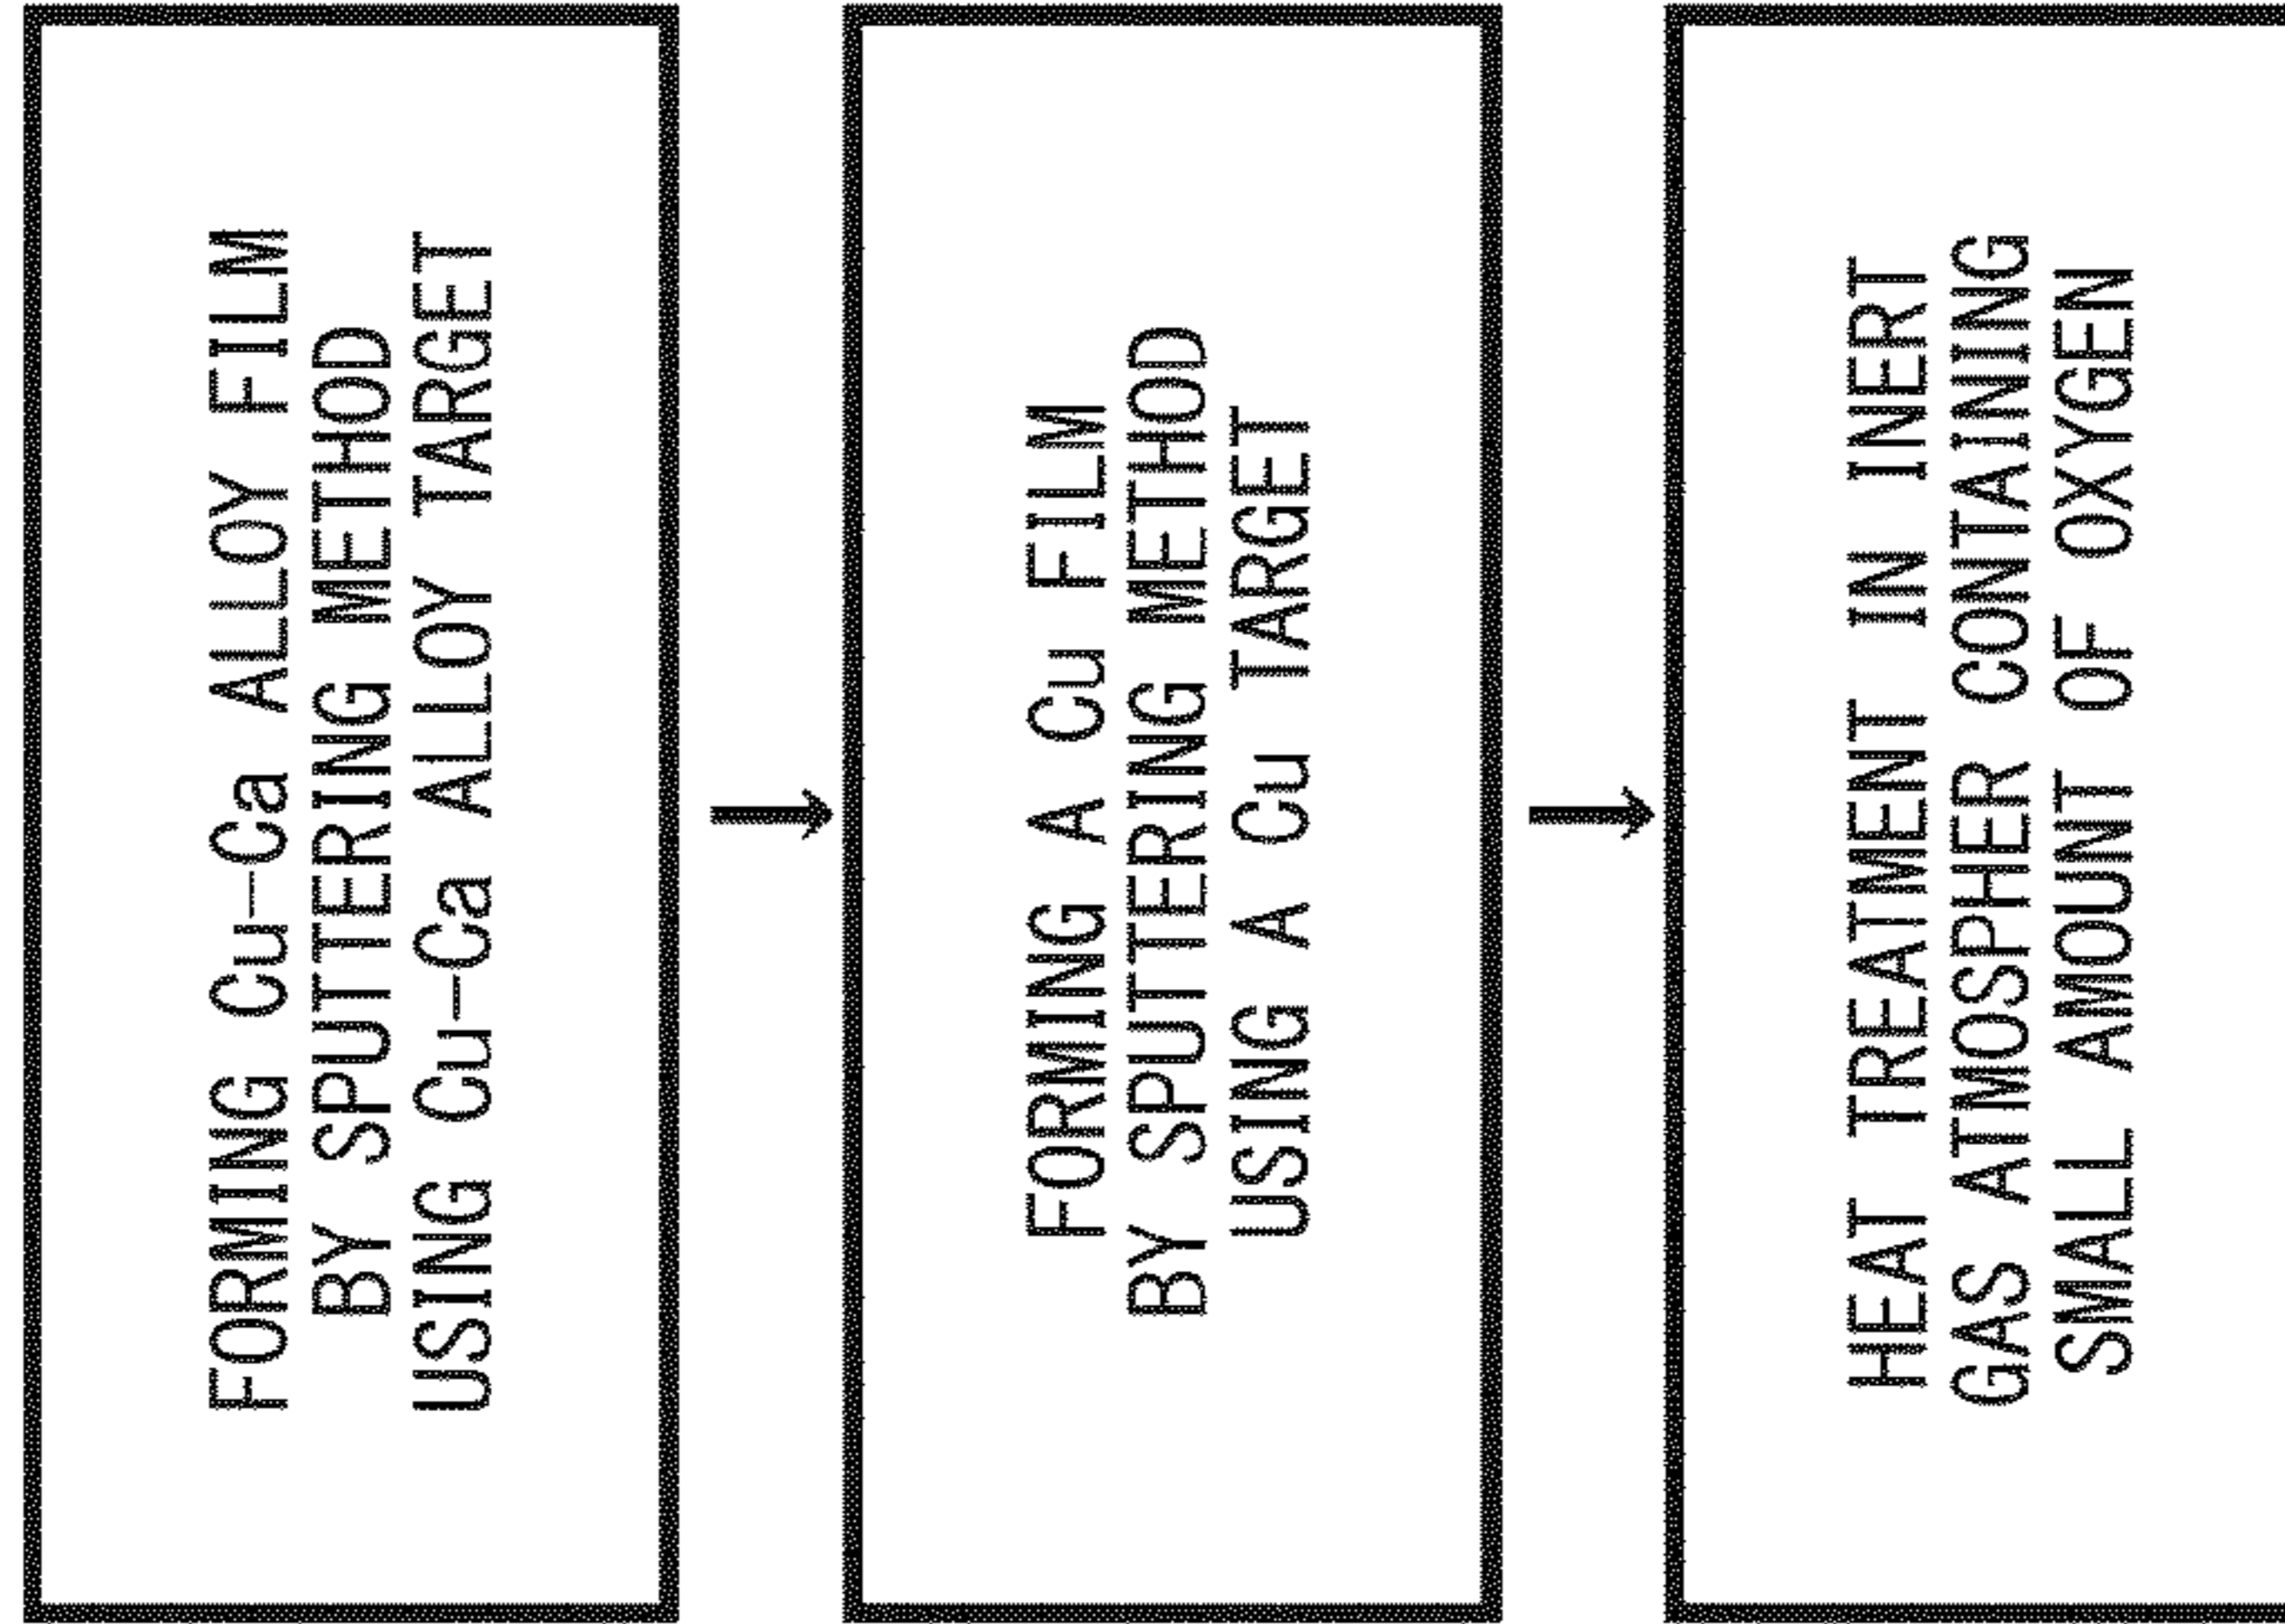 FORMING Cu-Ca ALLOY FILM
BY SPUTTERING METHOD
USING Cu-Ca ALLOY TARGET
FORMING A Cu FILM
BY SPUTTERING METHOD
USING A Cu TARGET
HEAT TREATMENT IN INERT
GAS ATMOSPHER CONTAINING
SMALL AMOUNT OF OXYGEN